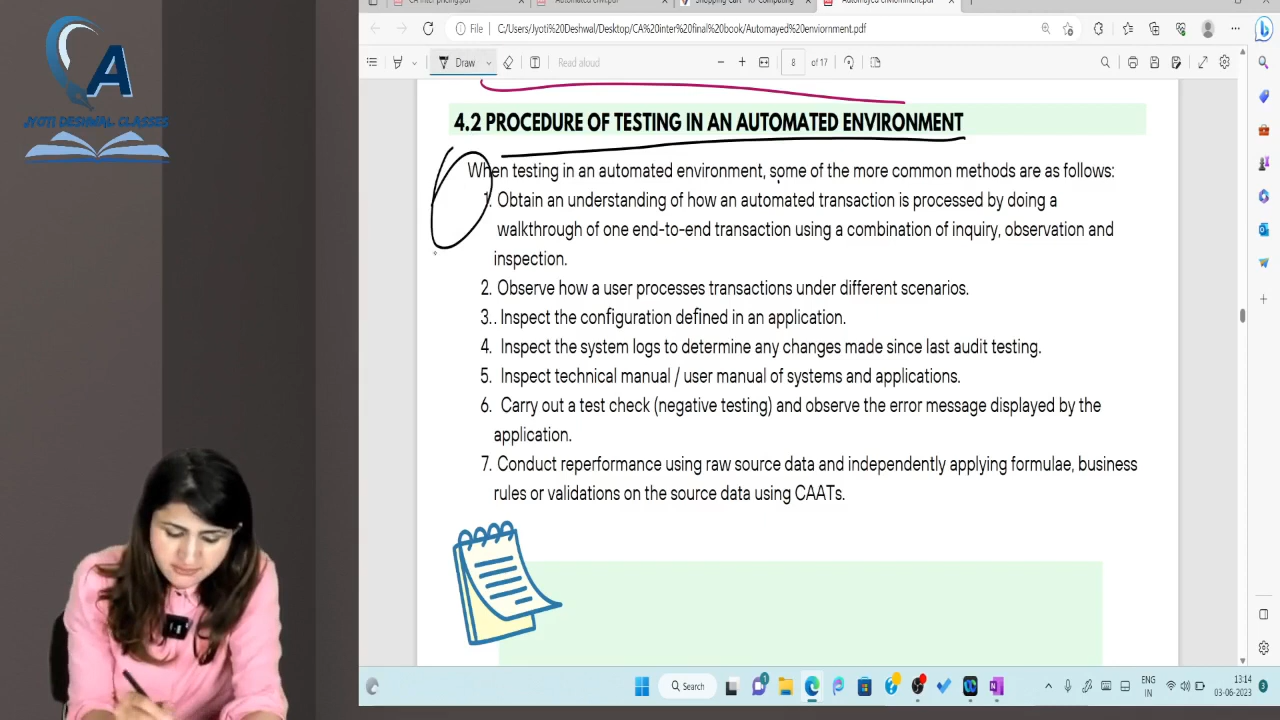 CA
JYOTI DESHWAL CLASSES
File
C:/Users/Jyoti Deshwal/Desktop/CA%20inter%20final%20book/Automayed%20enviornment.pdf
Draw
Read aloud
8 of 17
4.2 PROCEDURE OF TESTING IN AN AUTOMATED ENVIRONMENT
When testing in an automated environment, some of the more common methods are as follows:
1. Obtain an understanding of how an automated transaction is processed by doing a
walkthrough of one end-to-end transaction using a combination of inquiry, observation and
inspection.
2. Observe how a user processes transactions under different scenarios.
3.. Inspect the configuration defined in an application.
4. Inspect the system logs to determine any changes made since last audit testing.
5. Inspect technical manual / user manual of systems and applications.
6. Carry out a test check (negative testing) and observe the error message displayed by the
application.
7. Conduct reperformance using raw source data and independently applying formulae, business
rules or validations on the source data using CAATs.
Search
ENG
IN
13:14
03-06-2023